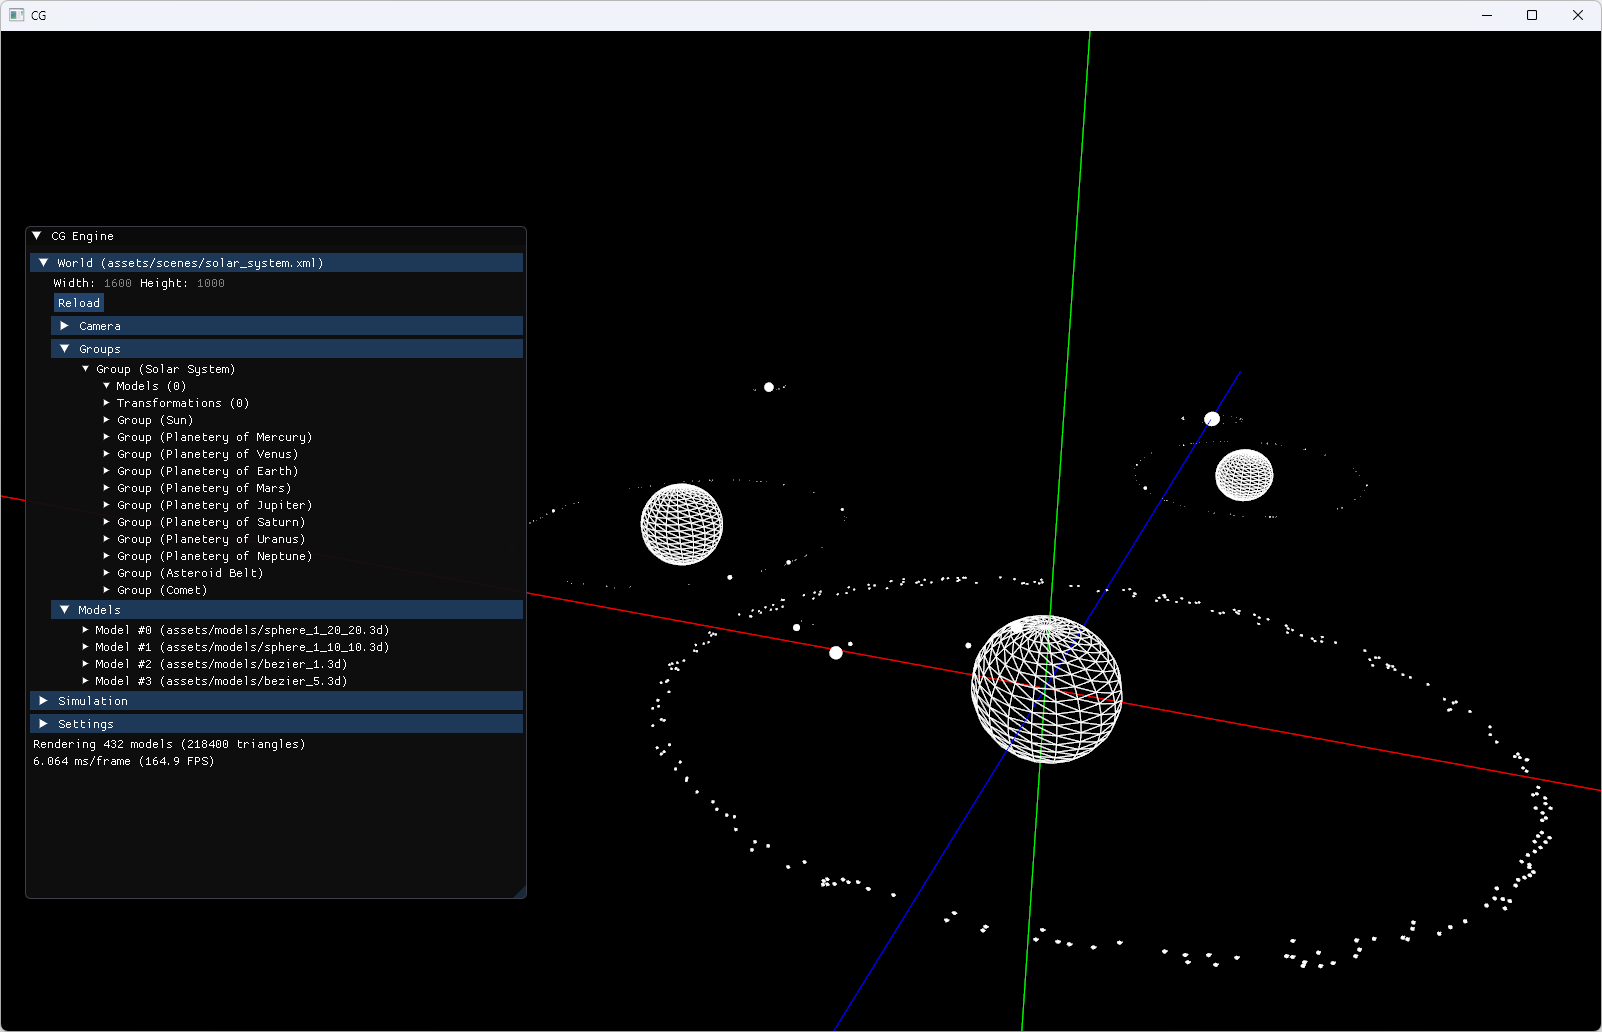 CG
CG Engine
World (assets/scenes/solar_system.xml)
Width: 1600 Height: 1000
Reload
Camera
Groups
Group (Solar System)
Models (0)
Transformations (0)
Group (Sun)
Group (Planetery of Mercury)
Group (Planetery of Venus)
Group (Planetery of Earth)
Group (Planetery of Mars)
Group (Planetery of Jupiter)
Group (Planetery of Saturn)
Group (Planetery of Uranus)
Group (Planetery of Neptune)
Group (Asteroid Belt)
Group (Comet)
Models
Model #0 (assets/models/sphere_1_20_20.3d)
Model #1 (assets/models/sphere_1_10_10.3d)
Model #2 (assets/models/bezier_1.3d)
Model #3 (assets/models/bezier_5.3d)
Simulation
Settings
Rendering 432 models (218400 triangles)
6.064 ms/frame (164.9 FPS)